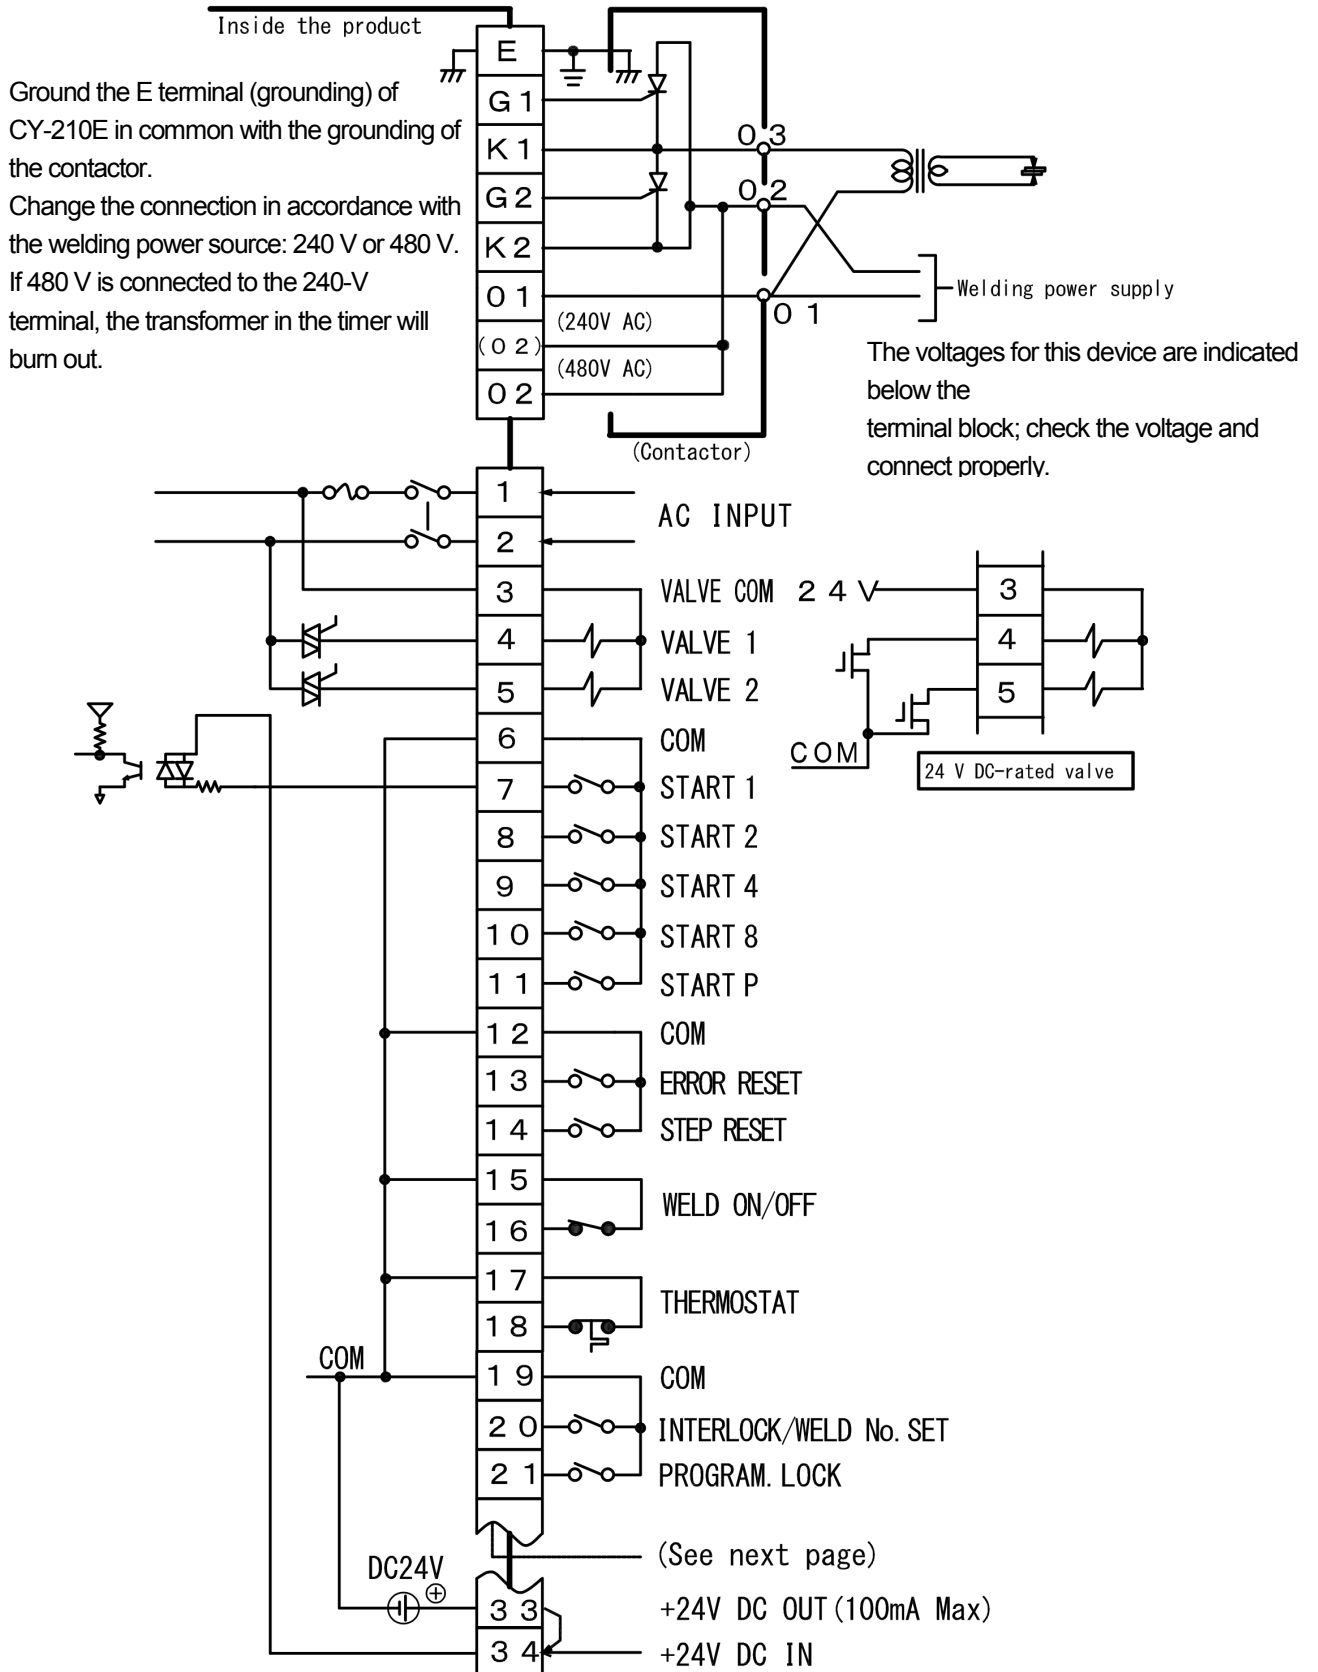 Inside the product
Ground the E terminal (grounding) of
CY-210E in common with the grounding of
the contactor.
Change the connection in accordance with
the welding power source: 240 V or 480 V.
If 480 V is connected to the 240-V
terminal, the transformer in the timer will
burn out.
E
G1
K1
G2
K2
01
(02)
02
(240V AC)
(480V AC)
03
02
01
(Contactor)
Welding power supply
The voltages for this device are indicated
below the
terminal block; check the voltage and
connect properly.
1
2
AC INPUT
3 VALVE COM
4 VALVE 1
5 VALVE 2
24V
3
4
5
COM
24 V DC-rated valve
6 COM
7 START 1
8 START 2
9 START 4
10 START 8
11 START P
12 COM
13 ERROR RESET
14 STEP RESET
15
16
WELD ON/OFF
17
18
THERMOSTAT
COM
19 COM
20 INTERLOCK/WELD No. SET
21 PROGRAM. LOCK
(See next page)
DC24V
33 +24V DC OUT(100mA Max)
34 +24V DC IN